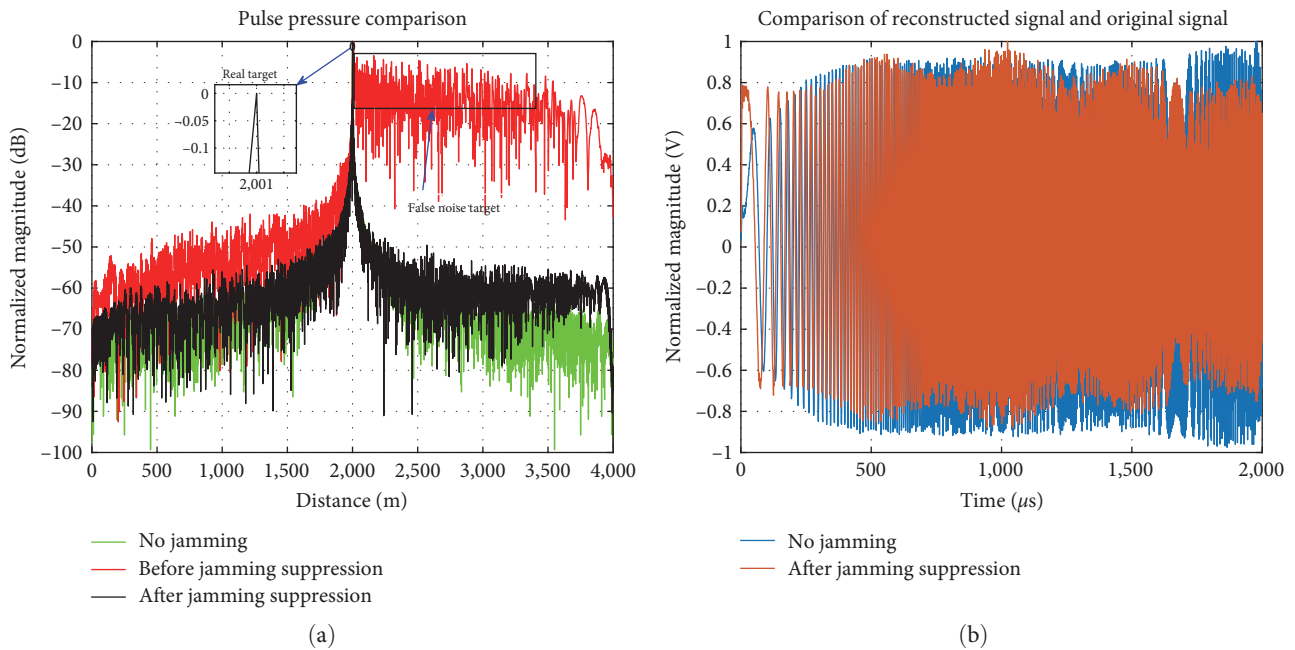 Pulse pressure comparison
0
−10
−20
−30
−40
−50
−60
−70
−80
−90
−100
Normalized magnitude (dB)
Real target
0
−0.05
−0.1
2,001
False noise target
0
500
1,000
1,500
2,000
2,500
3,000
3,500
4,000
Distance (m)
No jamming
Before jamming suppression
After jamming suppression
(a)
Comparison of reconstructed signal and original signal
1
0.8
0.6
0.4
0.2
0
−0.2
−0.4
−0.6
−0.8
−1
Normalized magnitude (V)
0
500
1,000
1,500
2,000
Time (μs)
No jamming
After jamming suppression
(b)